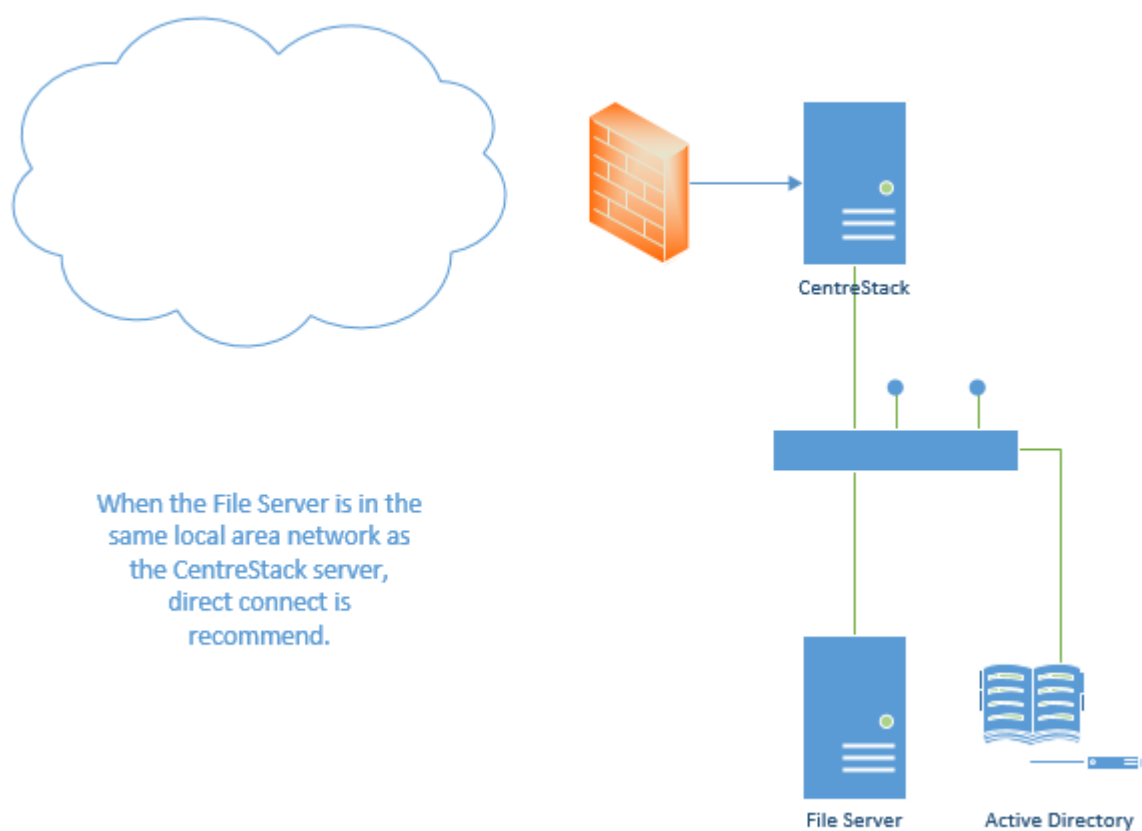 CentreStack
When the File Server is in the
same local area network as
the CentreStack server,
direct connect is
recommend.
File Server
Active Directory